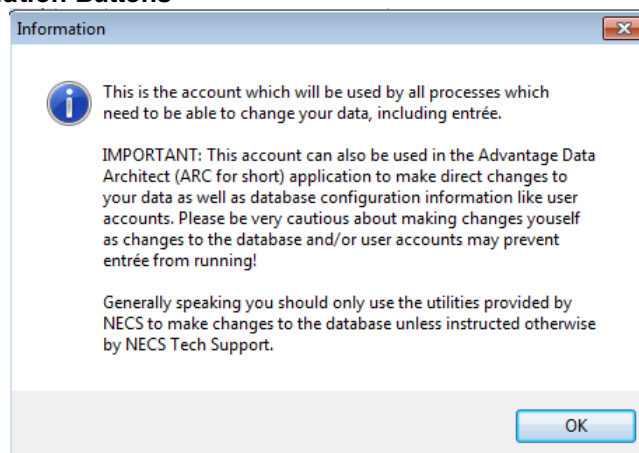 Buttons
Information
This is the account which will be used by all processes which
need to be able to change your data, including entrée.
IMPORTANT: This account can also be used in the Advantage Data
Architect (ARC for short) application to make direct changes to
your data as well as database configuration information like user
accounts. Please be very cautious about making changes youself
as changes to the database and/or user accounts may prevent
entrée from running!
Generally speaking you should only use the utilities provided by
NECS to make changes to the database unless instructed otherwise
by NECS Tech Support.
OK